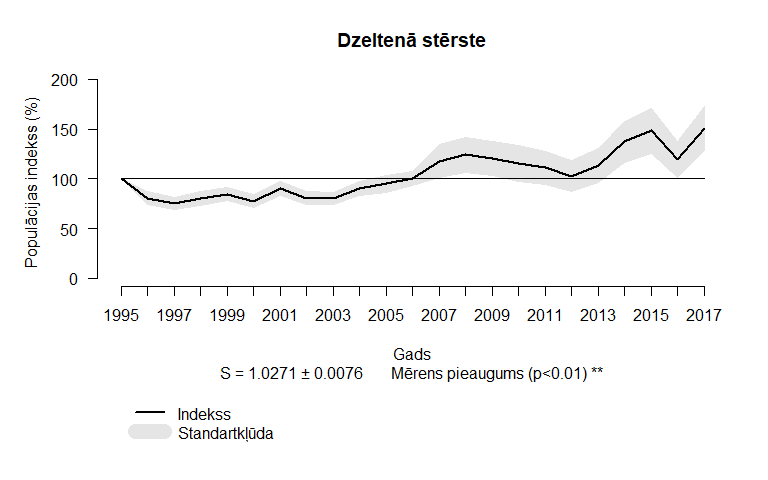 Dzeltenā stērste
Populācijas indekss (%)
200
150
100
50
0
1995 1997 1999 2001 2003 2005 2007 2009 2011 2013 2015 2017
Gads
S = 1.0271 ± 0.0076 Mērens pieaugums (p<0.01) **
Indekss
Standartkļūda